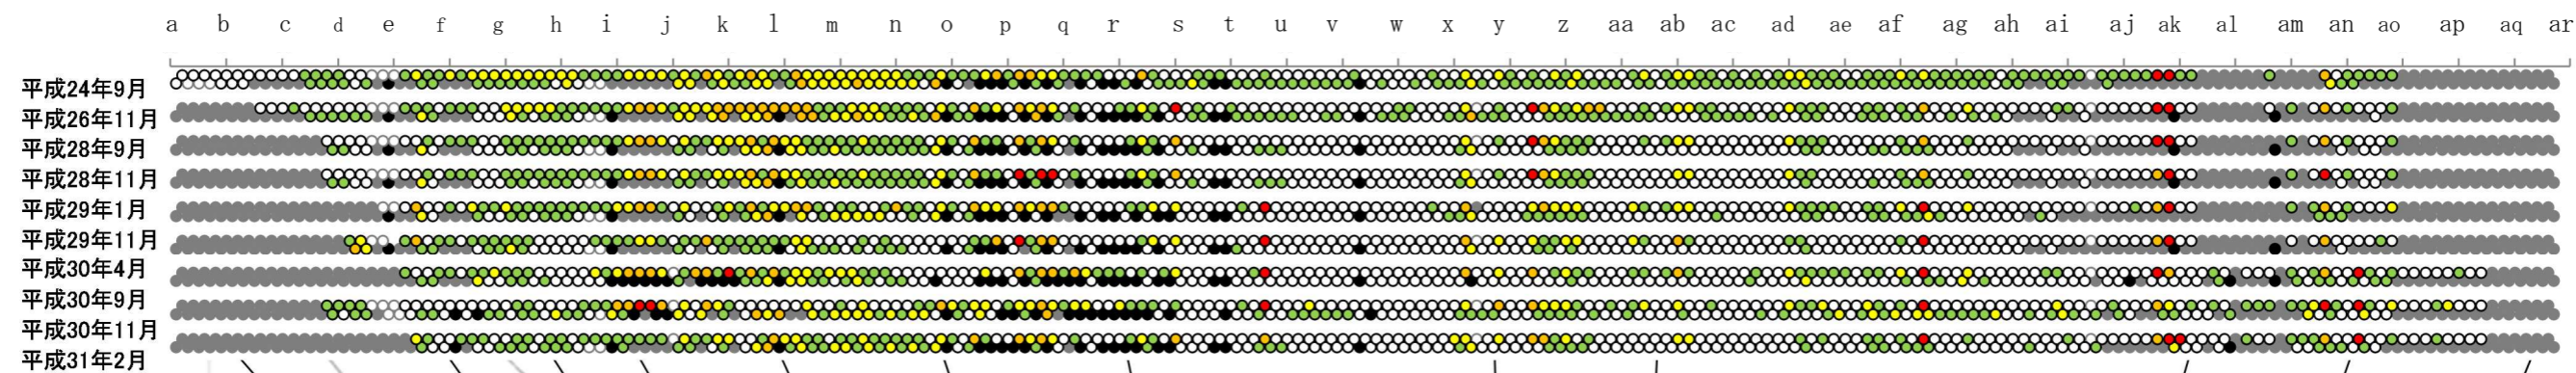 a b c d e f g h i j k l m n o p q r s t u v w x y z aa ab ac ad ae af ag ah ai aj ak al am an ao ap aq ar
平成24年9月
平成26年11月
平成28年9月
平成28年11月
平成29年1月
平成29年11月
平成30年4月
平成30年9月
平成30年11月
平成31年2月